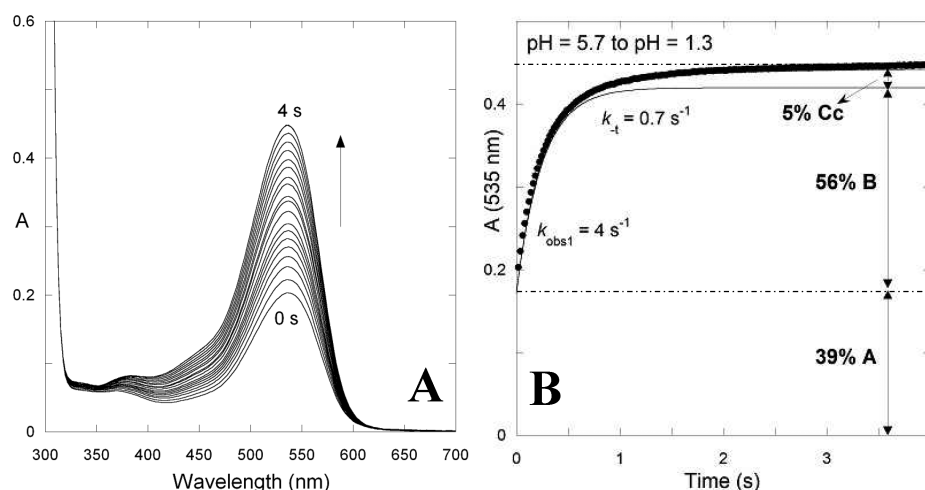 0.6
0.4
A
0.2
0
4 s
0 s
A
300 350 400 450 500 550 600 650 700
Wavelength (nm)
pH = 5.7 to pH = 1.3
0.4
A (535 nm)
0.2
0
k-t = 0.7 s-1
kobs1 = 4 s-1
5% Cc
56% B
39% A
B
0 1 2 3
Time (s)